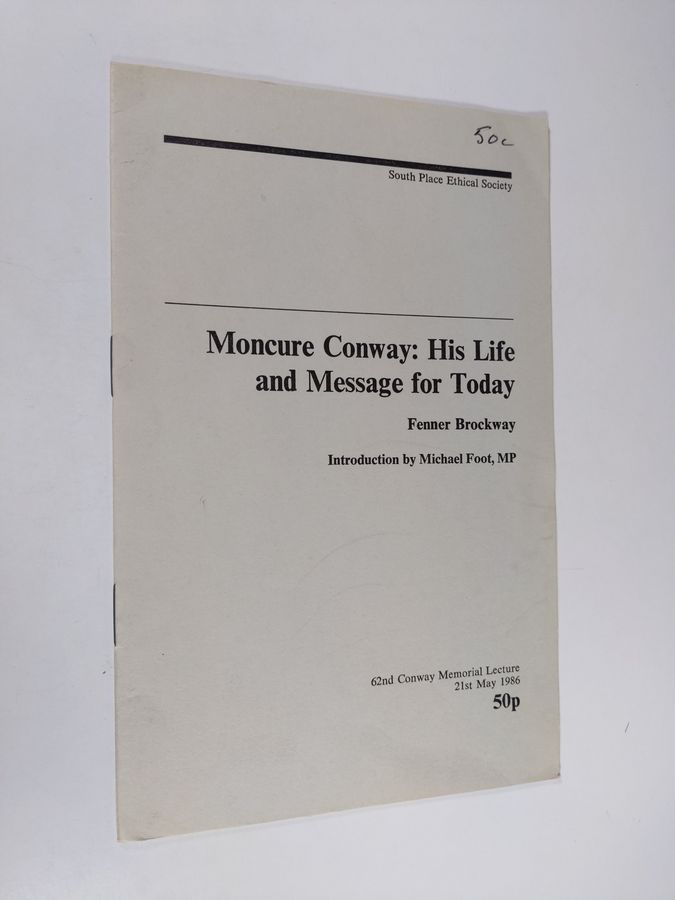 50c
South Place Ethical Society
Moncure Conway: His Life
and Message for Today
Fenner Brockway
Introduction by Michael Foot, MP
62nd Conway Memorial Lecture
21st May 1986
50p